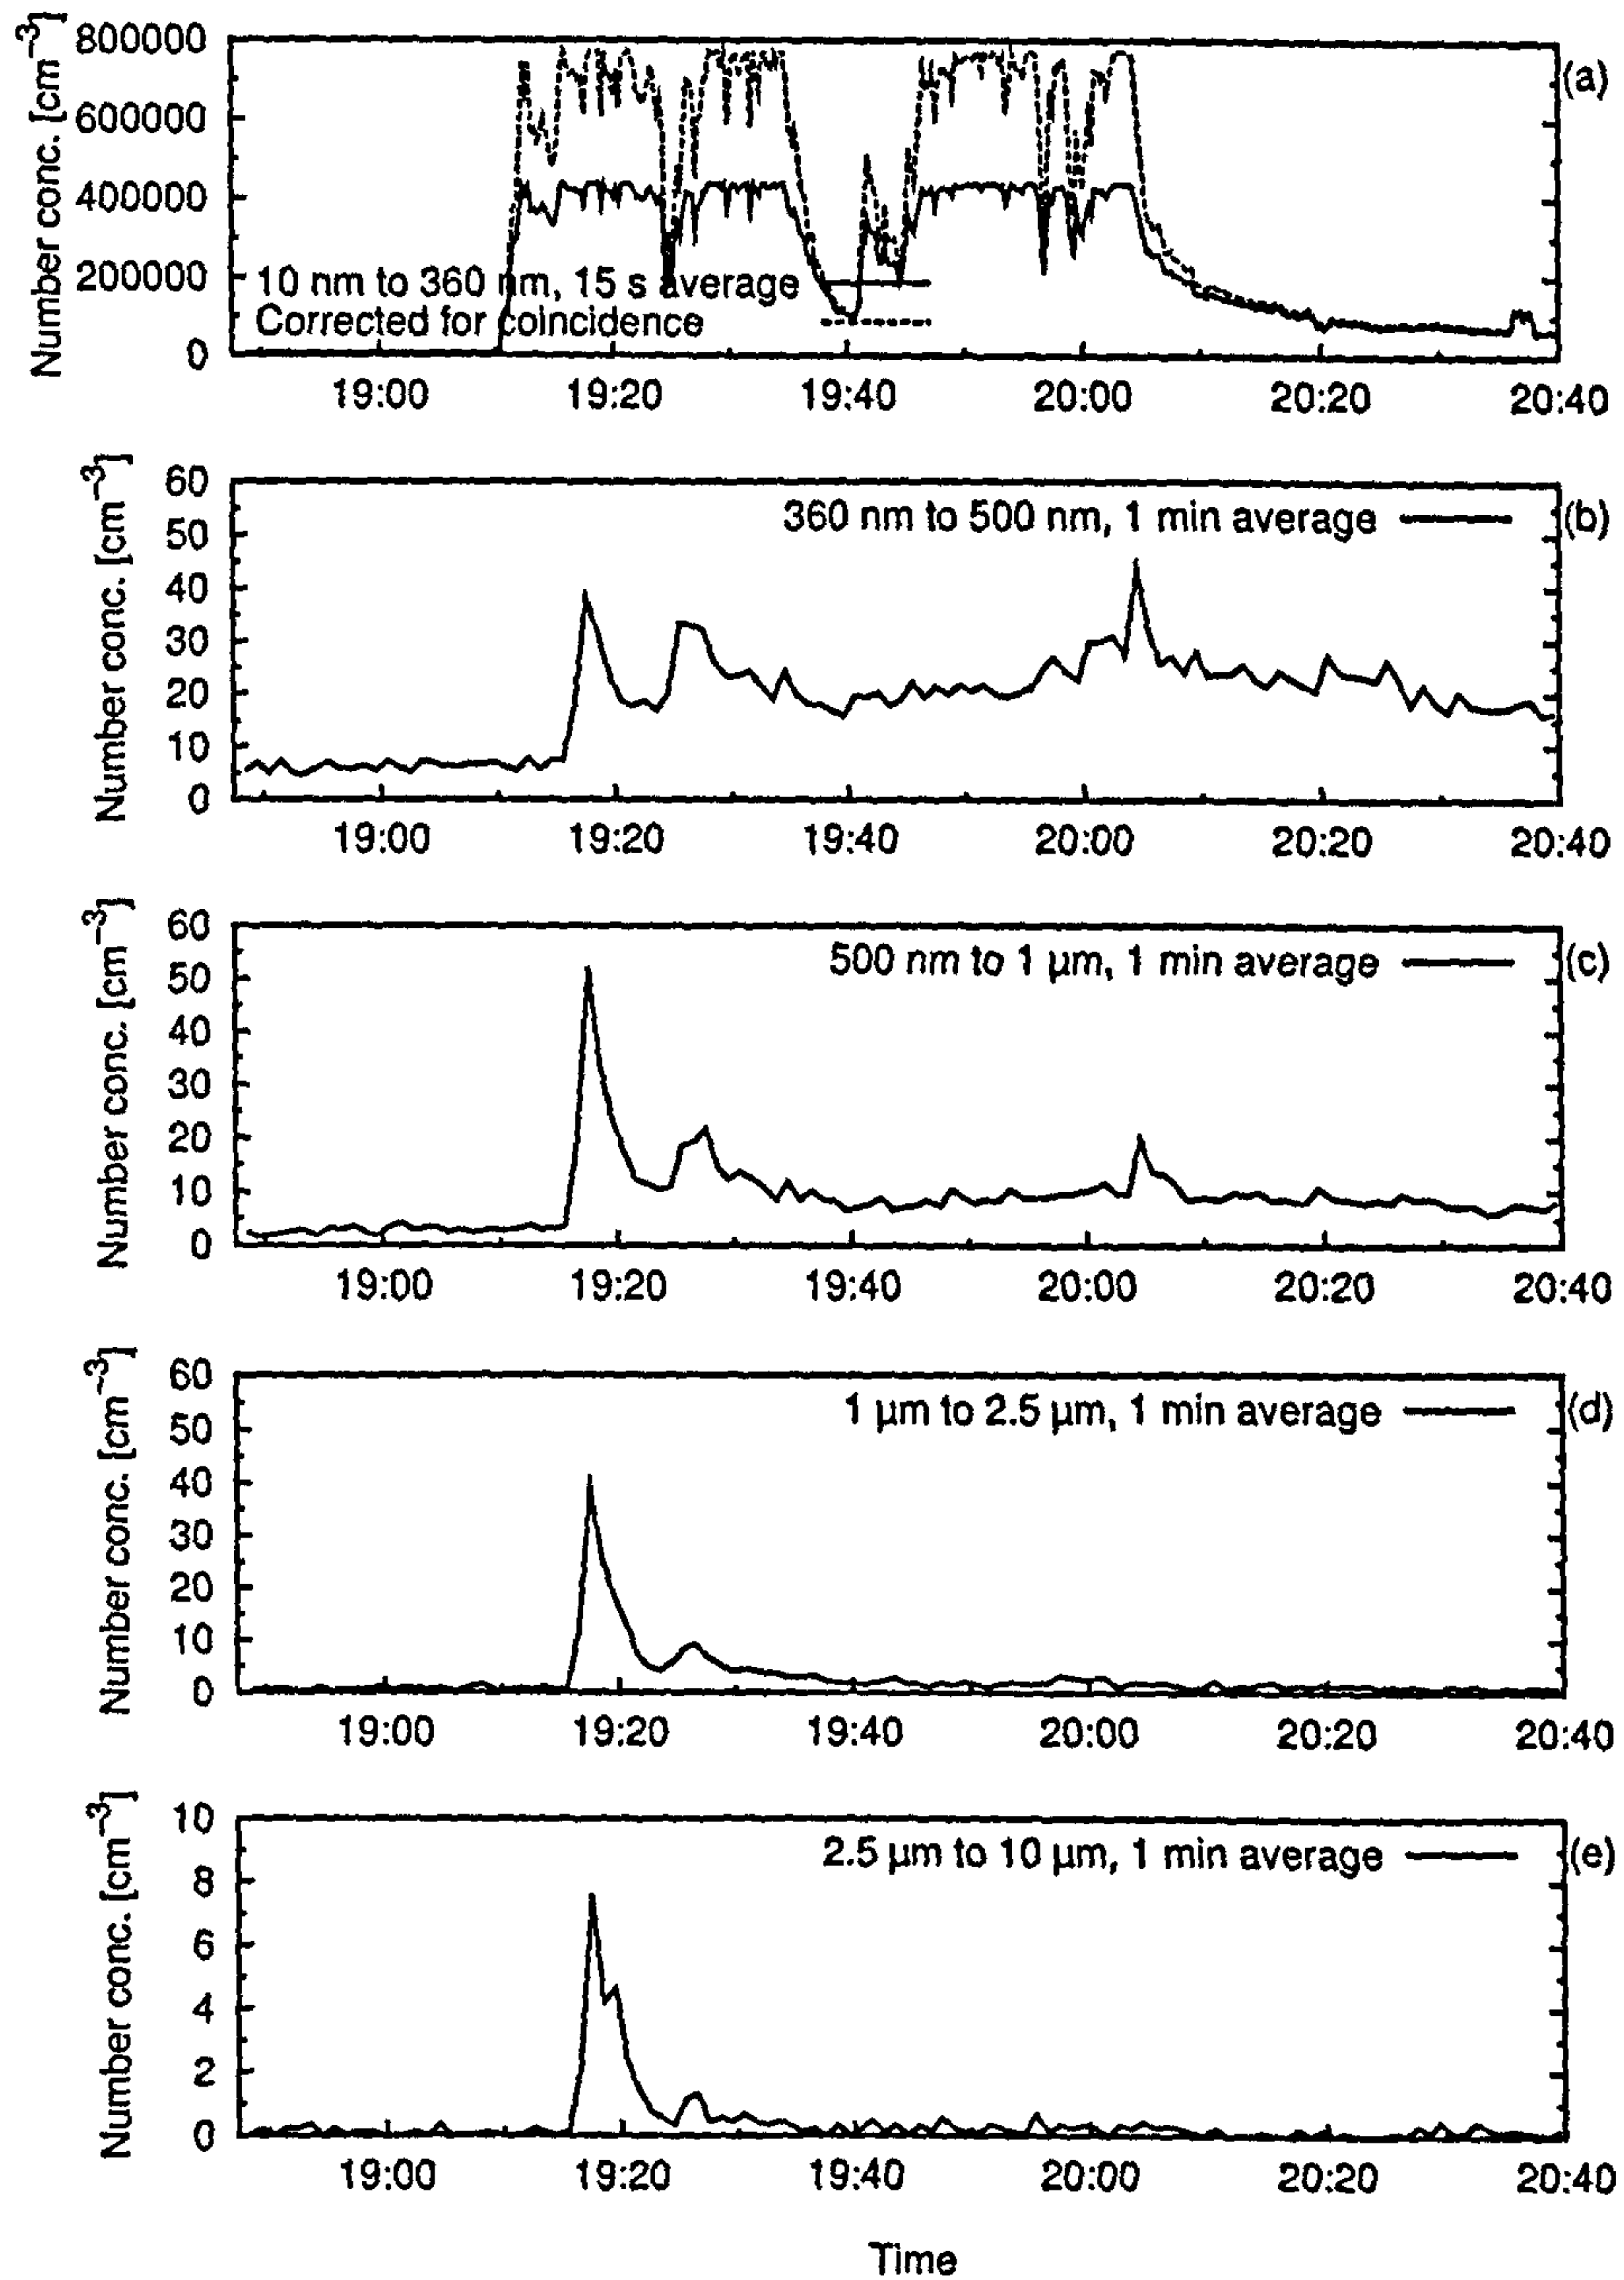 Number conc. [cm⁻³]
800000
600000
400000
200000
0
10 nm to 360 nm, 15 s average
Corrected for coincidence
(a)
19:00 19:20 19:40 20:00 20:20 20:40
Number conc. [cm⁻³]
60
50
40
30
20
10
0
360 nm to 500 nm, 1 min average
(b)
19:00 19:20 19:40 20:00 20:20 20:40
Number conc. [cm⁻³]
60
50
40
30
20
10
0
500 nm to 1 µm, 1 min average
(c)
19:00 19:20 19:40 20:00 20:20 20:40
Number conc. [cm⁻³]
60
50
40
30
20
10
0
1 µm to 2.5 µm, 1 min average
(d)
19:00 19:20 19:40 20:00 20:20 20:40
Number conc. [cm⁻³]
10
8
6
4
2
0
2.5 µm to 10 µm, 1 min average
(e)
19:00 19:20 19:40 20:00 20:20 20:40
Time